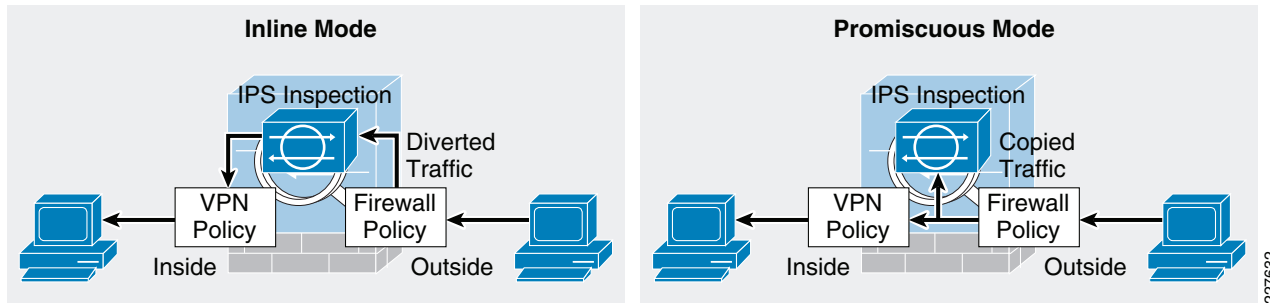 Inline Mode
IPS Inspection
Diverted
Traffic
VPN
Policy
Firewall
Policy
Inside
Outside
Promiscuous Mode
IPS Inspection
Copied
Traffic
VPN
Policy
Firewall
Policy
Inside
Outside